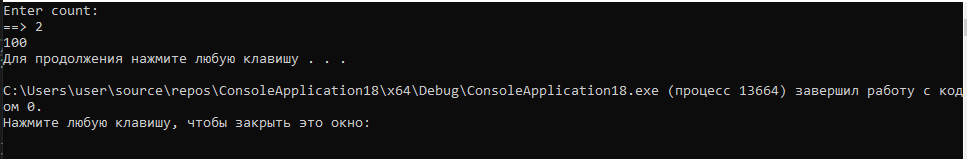 Enter count:
==> 2
100
Для продолжения нажмите любую клавишу . . .
C:\Users\user\source\repos\ConsoleApplication18\x64\Debug\ConsoleApplication18.exe (процесс 13664) завершил работу с код
ом 0.
Нажмите любую клавишу, чтобы закрыть это окно: